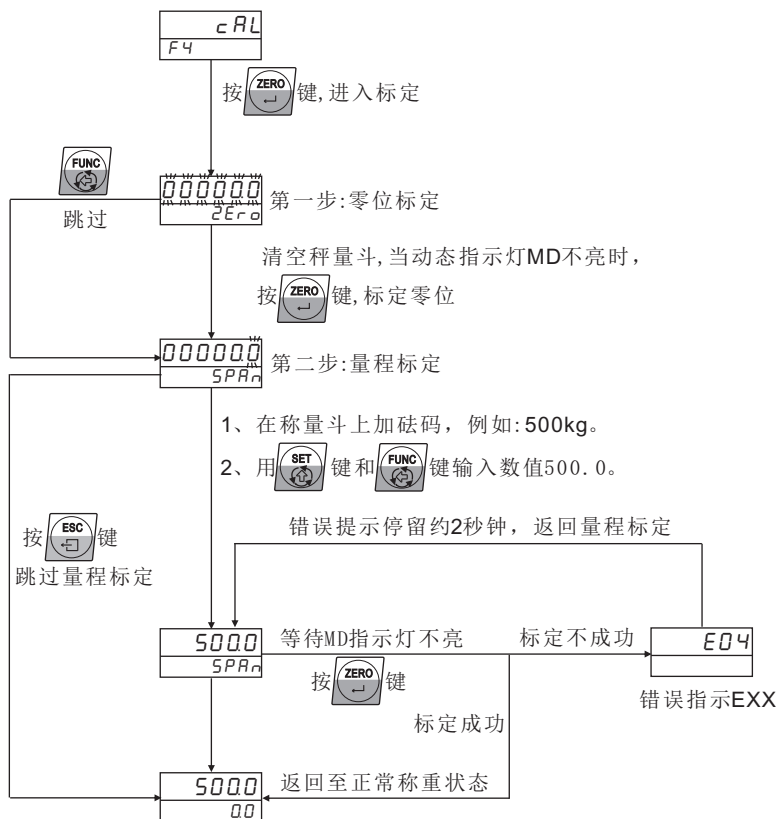 cAL
F4
按 ZERO 键,进入标定
FUNC
跳过
00000.0
2Ero
第一步:零位标定
清空秤量斗,当动态指示灯MD不亮时,
按 ZERO 键,标定零位
00000.0
SPAn
第二步:量程标定
1、在称量斗上加砝码，例如:500kg。
2、用 SET 键和 FUNC 键输入数值500.0。
按 ESC 键
跳过量程标定
错误提示停留约2秒钟，返回量程标定
500.0
SPAn
等待MD指示灯不亮
按 ZERO 键
标定不成功
E04
错误指示EXX
标定成功
500.0
0.0
返回至正常称重状态